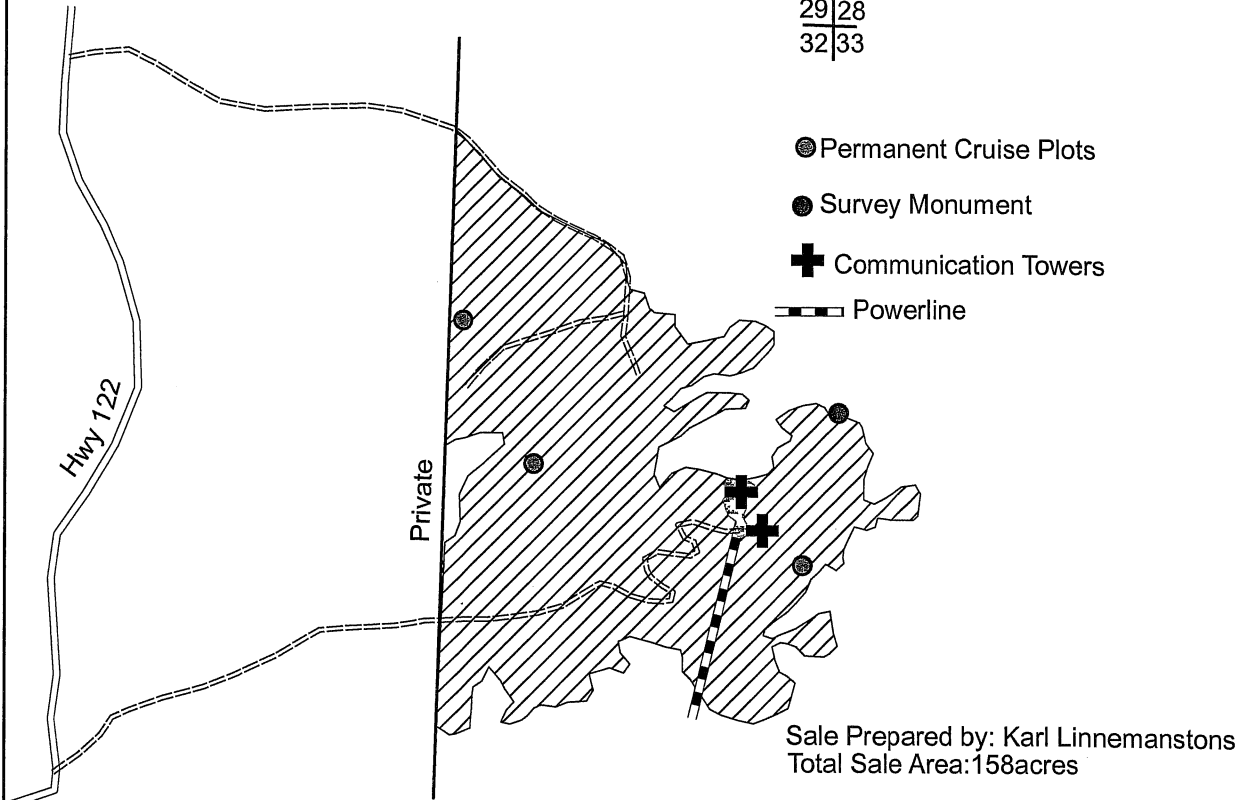 29 28
32 33
Permanent Cruise Plots
Survey Monument
Communication Towers
Powerline
Hwy 122
Private
Sale Prepared by: Karl Linnemanstons
Total Sale Area:158acres